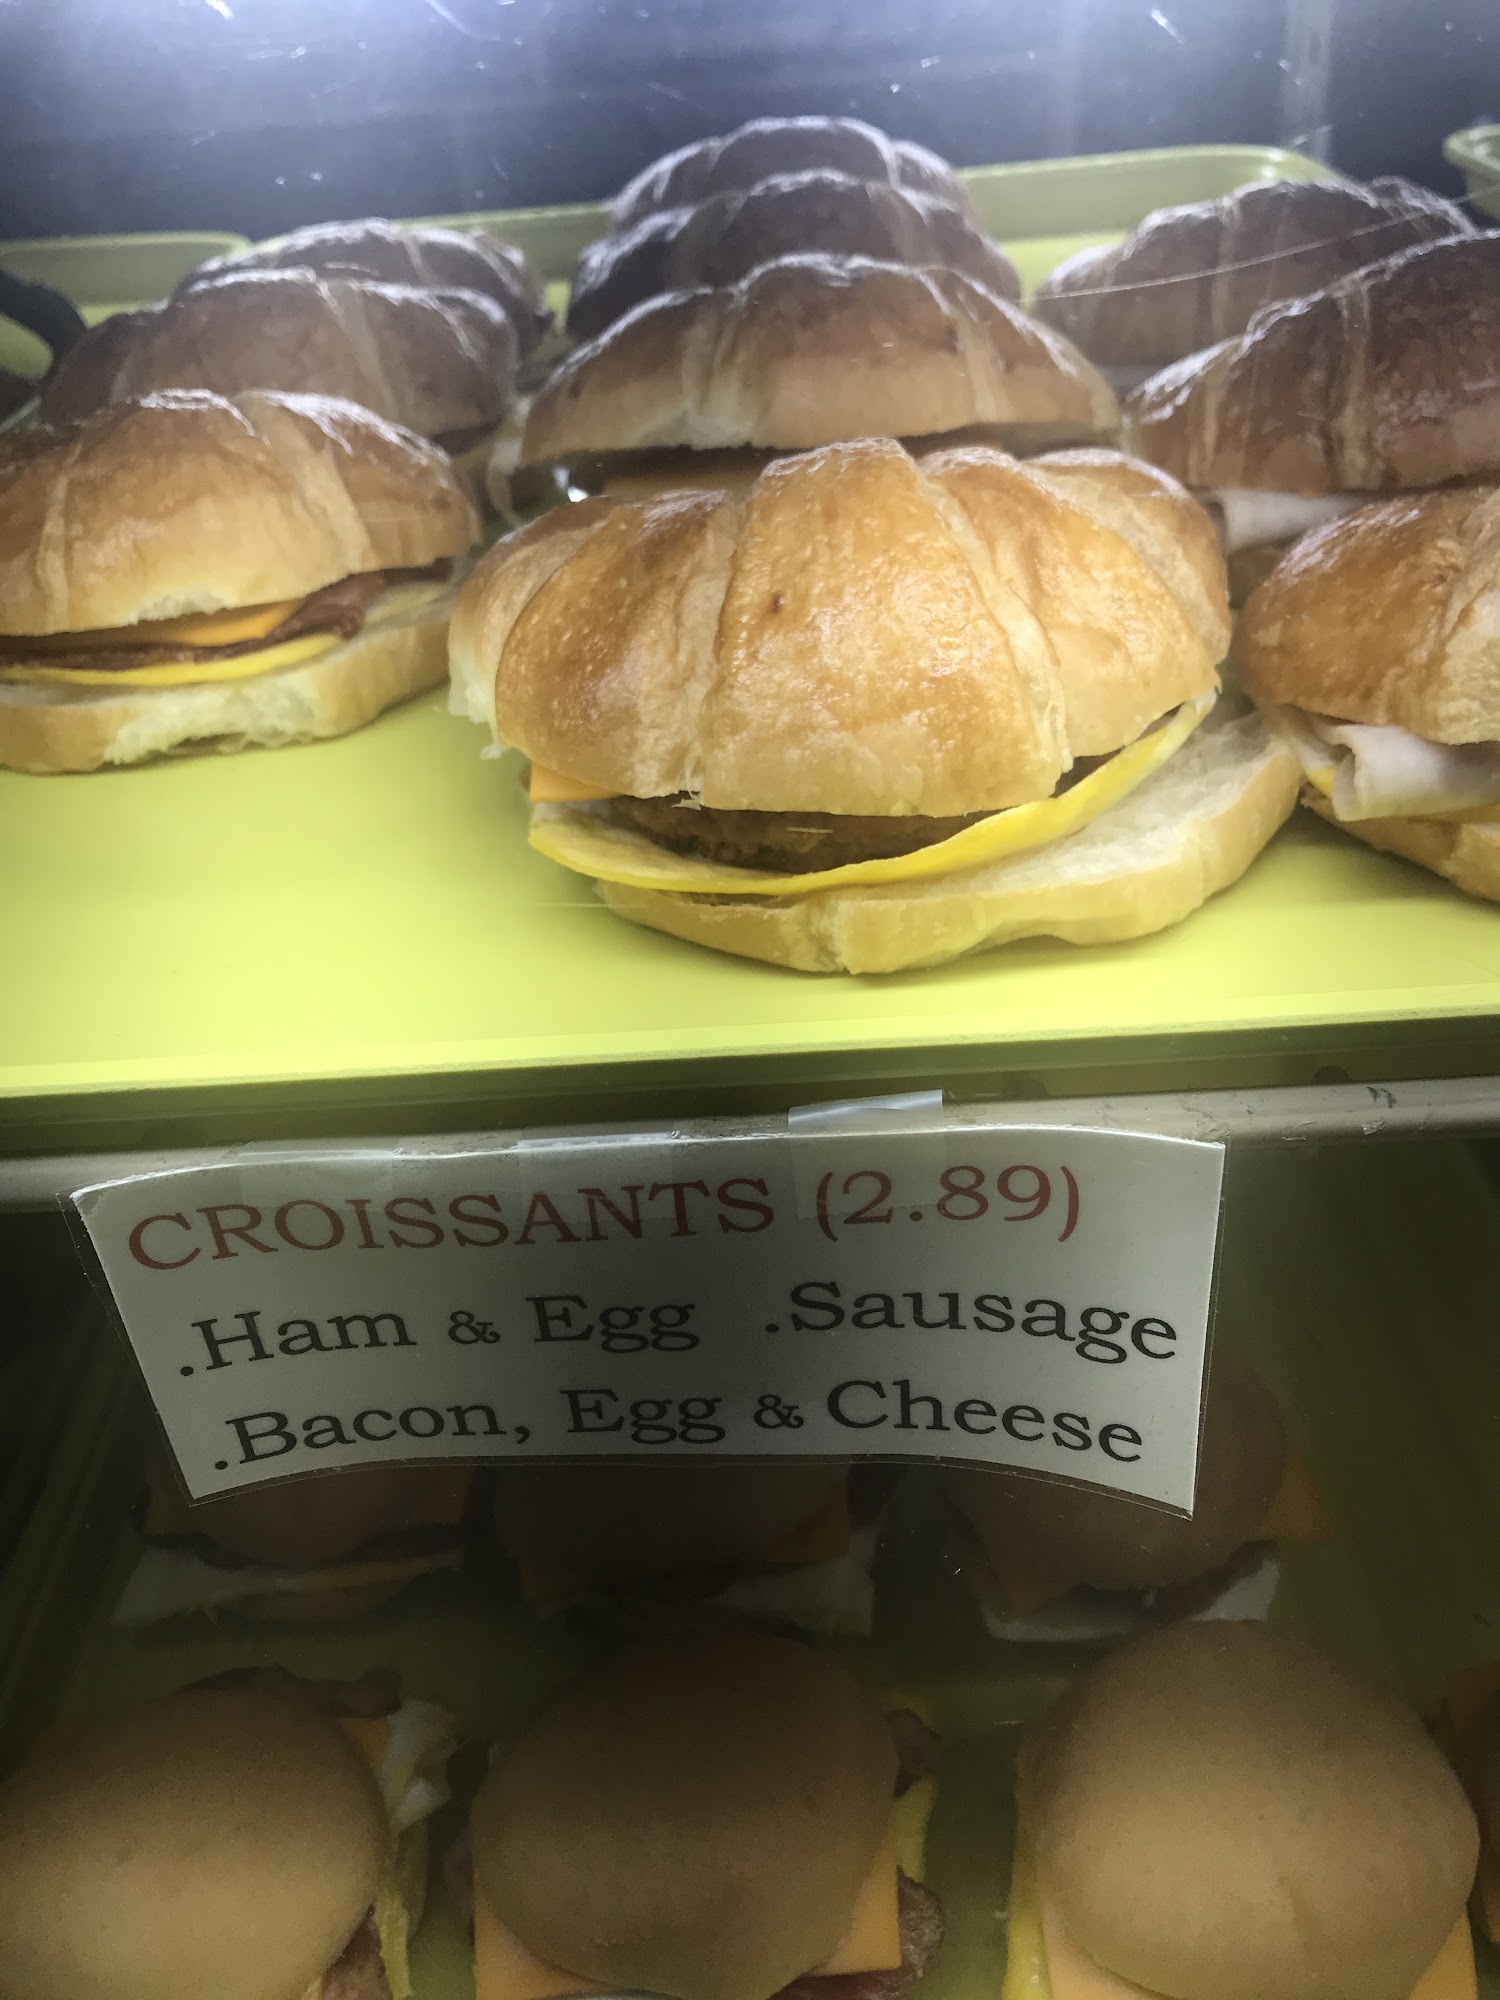 CROISSANTS (2.89)
.Ham & Egg .Sausage
.Bacon, Egg & Cheese